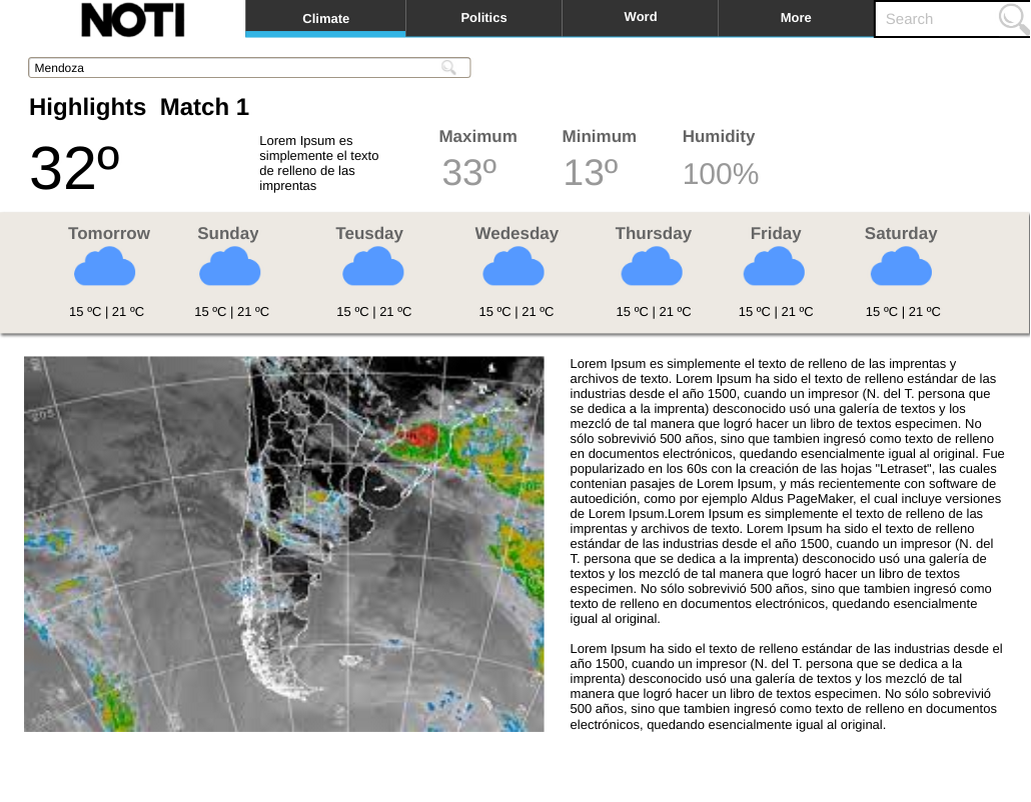 NOTI
Climate Politics Word More Search
Mendoza
Highlights Match 1
32º
Lorem Ipsum es
simplemente el texto
de relleno de las
imprentas
Maximum Minimum Humidity
33º 13º 100%
Tomorrow Sunday Teusday Wedesday Thursday Friday Saturday
15 ºC | 21 ºC 15 ºC | 21 ºC 15 ºC | 21 ºC 15 ºC | 21 ºC 15 ºC | 21 ºC 15 ºC | 21 ºC 15 ºC | 21 ºC
Lorem Ipsum es simplemente el texto de relleno de las imprentas y
archivos de texto. Lorem Ipsum ha sido el texto de relleno estándar de las
industrias desde el año 1500, cuando un impresor (N. del T. persona que
se dedica a la imprenta) desconocido usó una galería de textos y los
mezcló de tal manera que logró hacer un libro de textos especimen. No
sólo sobrevivió 500 años, sino que tambien ingresó como texto de relleno
en documentos electrónicos, quedando esencialmente igual al original. Fue
popularizado en los 60s con la creación de las hojas "Letraset", las cuales
contenian pasajes de Lorem Ipsum, y más recientemente con software de
autoedición, como por ejemplo Aldus PageMaker, el cual incluye versiones
de Lorem Ipsum.Lorem Ipsum es simplemente el texto de relleno de las
imprentas y archivos de texto. Lorem Ipsum ha sido el texto de relleno
estándar de las industrias desde el año 1500, cuando un impresor (N. del
T. persona que se dedica a la imprenta) desconocido usó una galería de
textos y los mezcló de tal manera que logró hacer un libro de textos
especimen. No sólo sobrevivió 500 años, sino que tambien ingresó como
texto de relleno en documentos electrónicos, quedando esencialmente
igual al original.
Lorem Ipsum ha sido el texto de relleno estándar de las industrias desde el
año 1500, cuando un impresor (N. del T. persona que se dedica a la
imprenta) desconocido usó una galería de textos y los mezcló de tal
manera que logró hacer un libro de textos especimen. No sólo sobrevivió
500 años, sino que tambien ingresó como texto de relleno en documentos
electrónicos, quedando esencialmente igual al original.